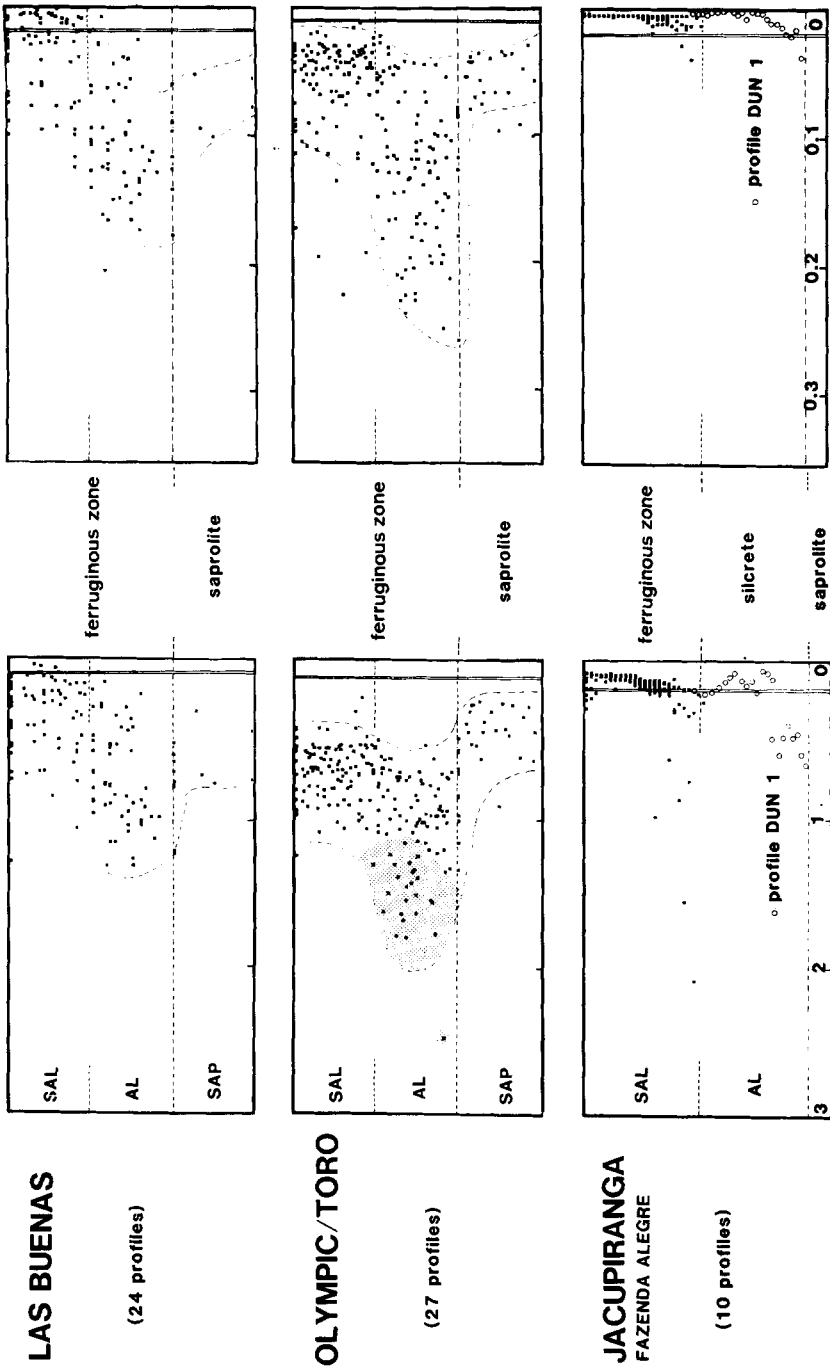 LAS BUENAS
(24 profiles)
SAL
AL
SAP
ferruginous zone
saprolite
OLYMPIC/TORO
(27 profiles)
SAL
AL
SAP
ferruginous zone
saprolite
JACUPIRANGA
FAZENDA ALEGRE
(10 profiles)
SAL
AL
ferruginous zone
silcrete
saprolite
○ profile DUN 1
○ profile DUN 1
3
2
1
0
0,3
0,2
0,1
0